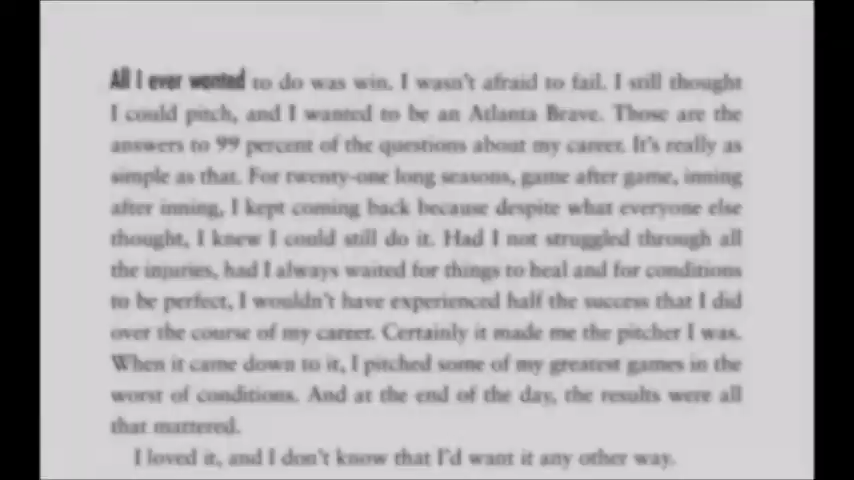 All I ever wanted to do was win. I wasn't afraid to fail. I still thought
I could pitch, and I wanted to be an Atlanta Brave. Those are the
answers to 99 percent of the questions about my career. It's really as
simple as that. For twenty-one long seasons, game after game, inning
after inning, I kept coming back because despite what everyone else
thought, I knew I could still do it. Had I not struggled through all
the injuries, had I always waited for things to heal and for conditions
to be perfect, I wouldn't have experienced half the success that I did
over the course of my career. Certainly it made me the pitcher I was.
When it came down to it, I pitched some of my greatest games in the
worst of conditions. And at the end of the day, the results were all
that mattered.
I loved it, and I don't know that I'd want it any other way.